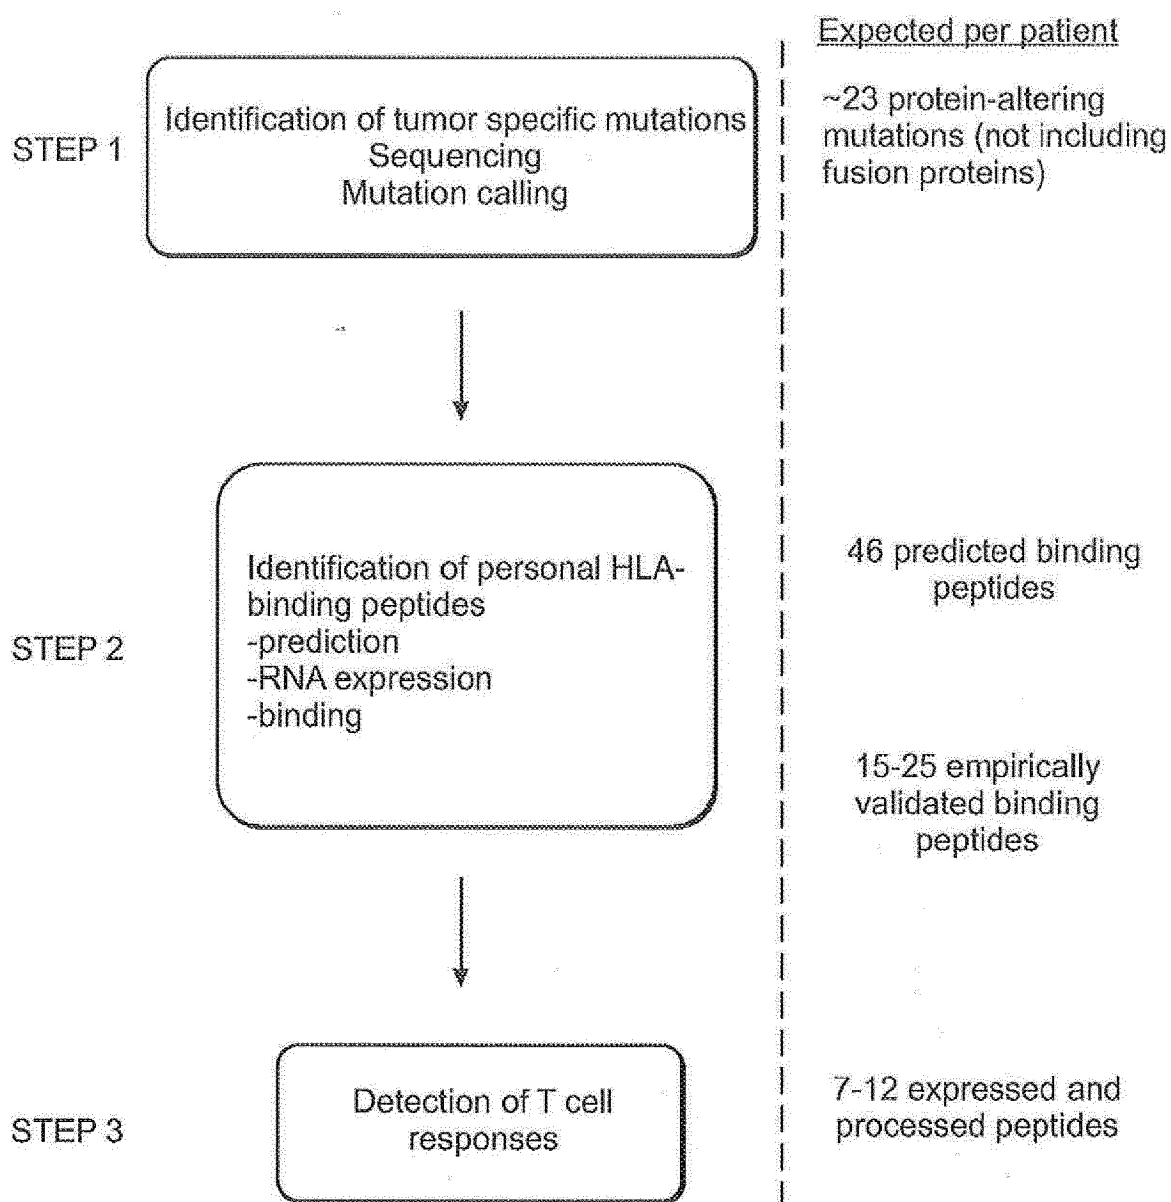 Expected per patient
STEP 1
Identification of tumor specific mutations
Sequencing
Mutation calling
~23 protein-altering
mutations (not including
fusion proteins)
STEP 2
Identification of personal HLA-
binding peptides
-prediction
-RNA expression
-binding
46 predicted binding
peptides
15-25 empirically
validated binding
peptides
STEP 3
Detection of T cell
responses
7-12 expressed and
processed peptides